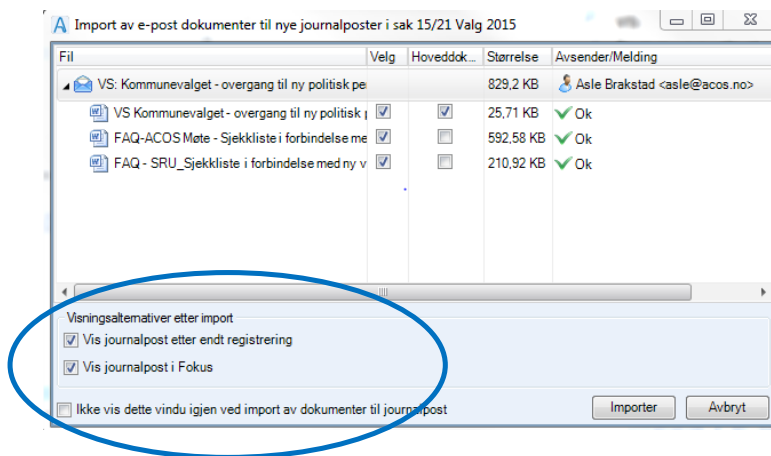 Import av e-post dokumenter til nye journalposter i sak 15/21 Valg 2015
Fil Velg Hoveddok... Størrelse Avsender/Melding
VS: Kommunevalget - overgang til ny politisk pe 829,2 KB Asle Brakstad <asle@acos.no>
VS Kommunevalget - overgang til ny politisk 25,71 KB Ok
FAQ-ACOS Møte - Sjekkliste i forbindelse me 592,58 KB Ok
FAQ - SRU_Sjekkliste i forbindelse med ny v 210,92 KB Ok
Visningsalternativer etter import
Vis journalpost etter endt registrering
Vis journalpost i Fokus
Ikke vis dette vindu igjen ved import av dokumenter til journalpost
Importer Avbryt